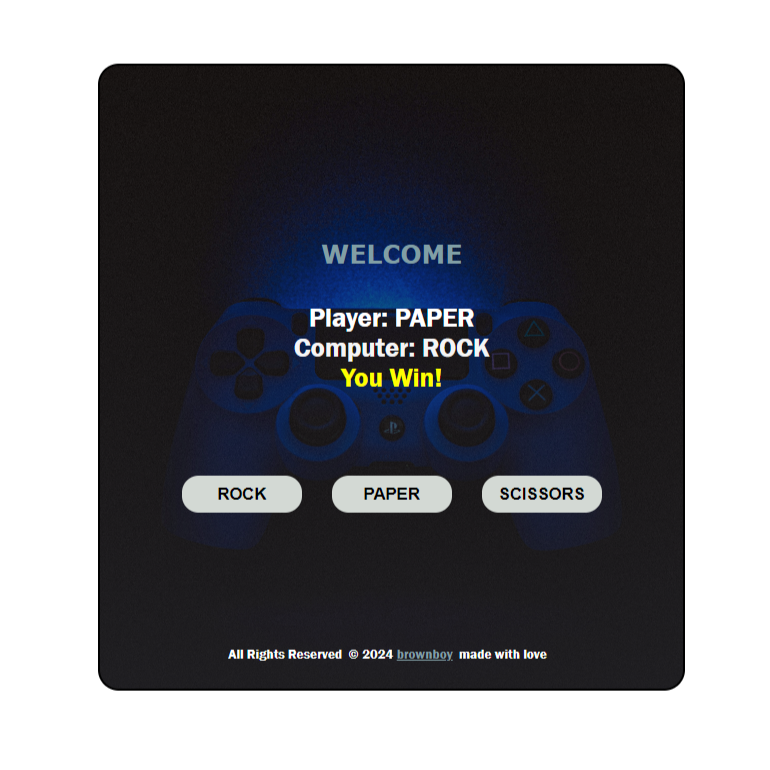 WELCOME
Player: PAPER
Computer: ROCK
You Win!
ROCK PAPER SCISSORS
All Rights Reserved © 2024 brownboy made with love